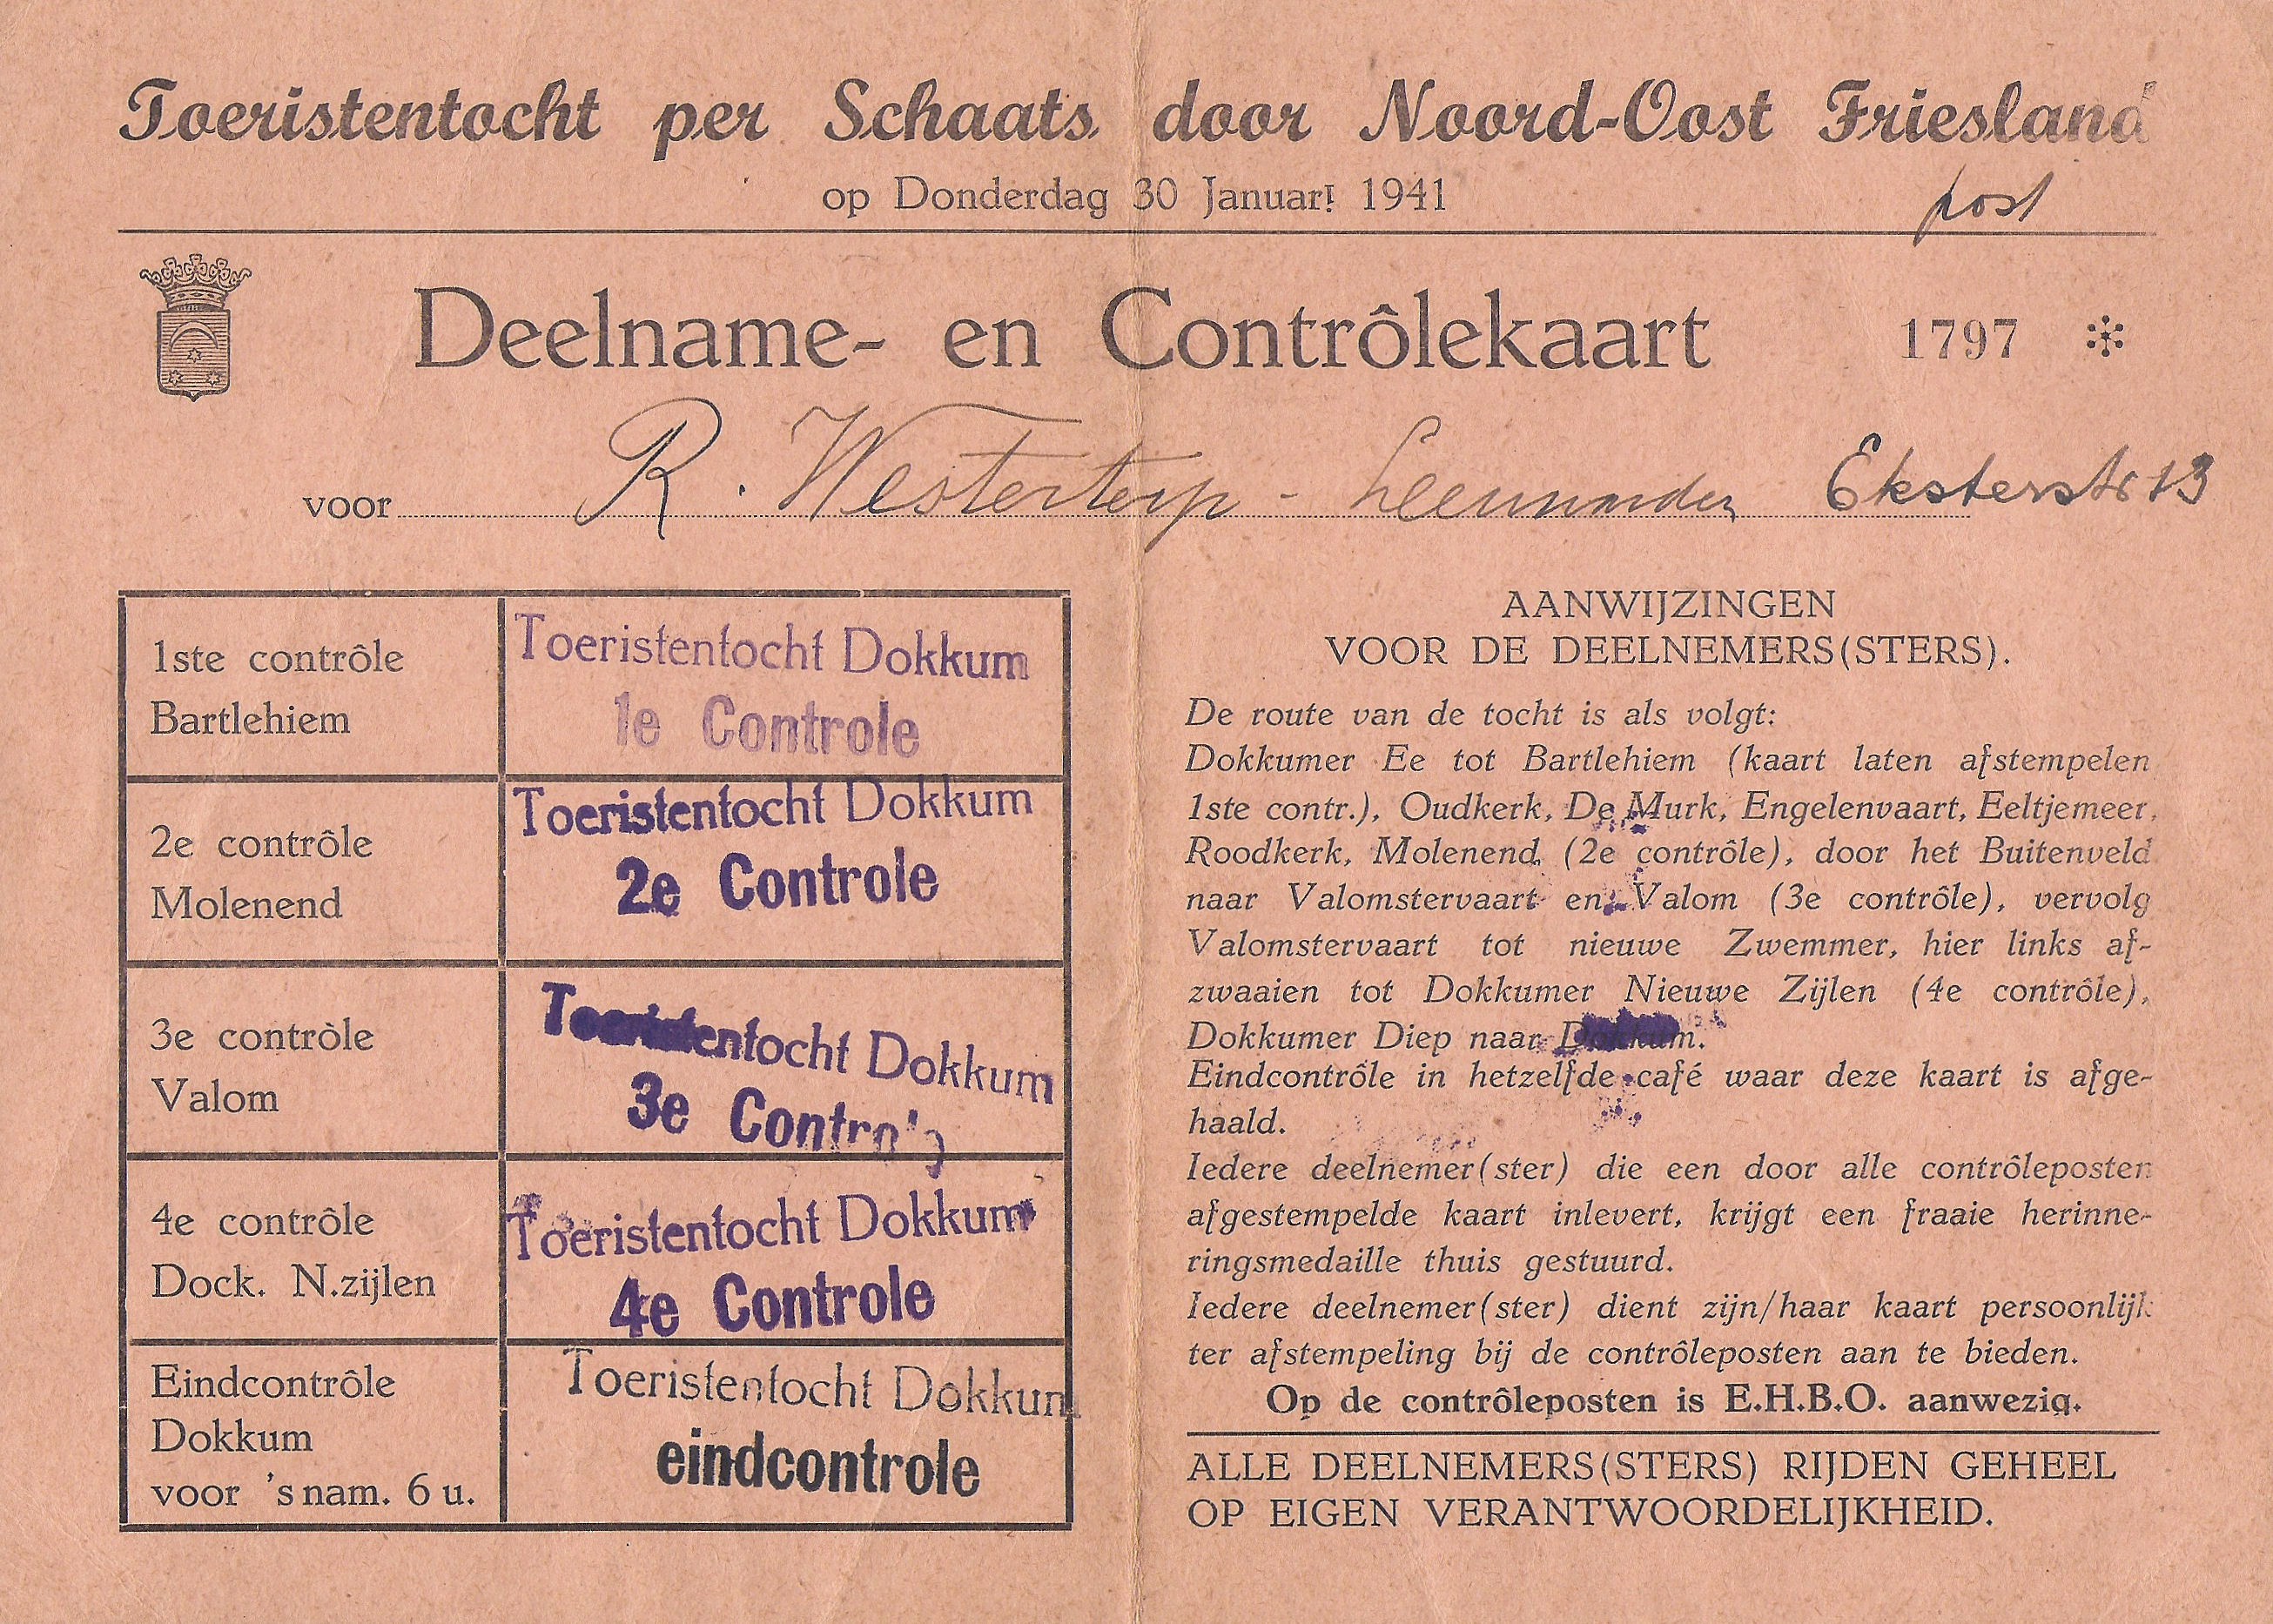 Toeristentocht per Schaats door Noord-Oost Friesland
op Donderdag 30 Januari 1941
post
Deelname- en Contrôlekaart 1797
voor R. Westerterp - Leeuwarden Eksterstr 13
1ste contrôle
Bartlehiem
Toeristentocht Dokkum
1e Controle
2e contrôle
Molenend
Toeristentocht Dokkum
2e Controle
3e contrôle
Valom
Toeristentocht Dokkum
3e Controle
4e contrôle
Dock. N.zijlen
Toeristentocht Dokkum
4e Controle
Eindcontrôle
Dokkum
voor 's nam. 6 u.
Toeristentocht Dokkum
eindcontrole
AANWIJZINGEN
VOOR DE DEELNEMERS(STERS).
De route van de tocht is als volgt:
Dokkumer Ee tot Bartlehiem (kaart laten afstempelen
1ste contr.), Oudkerk, De Murk, Engelenvaart, Eeltjemeer,
Roodkerk, Molenend (2e contrôle), door het Buitenveld
naar Valomstervaart en Valom (3e contrôle), vervolg
Valomstervaart tot nieuwe Zwemmer, hier links af-
zwaaien tot Dokkumer Nieuwe Zijlen (4e contrôle),
Dokkumer Diep naar Dokkum.
Eindcontrôle in hetzelfde café waar deze kaart is afge-
haald.
Iedere deelnemer(ster) die een door alle contrôleposten
afgestempelde kaart inlevert, krijgt een fraaie herinne-
ringsmedaille thuis gestuurd.
Iedere deelnemer(ster) dient zijn/haar kaart persoonlijk
ter afstempeling bij de contrôleposten aan te bieden.
Op de contrôleposten is E.H.B.O. aanwezig.
ALLE DEELNEMERS(STERS) RIJDEN GEHEEL
OP EIGEN VERANTWOORDELIJKHEID.